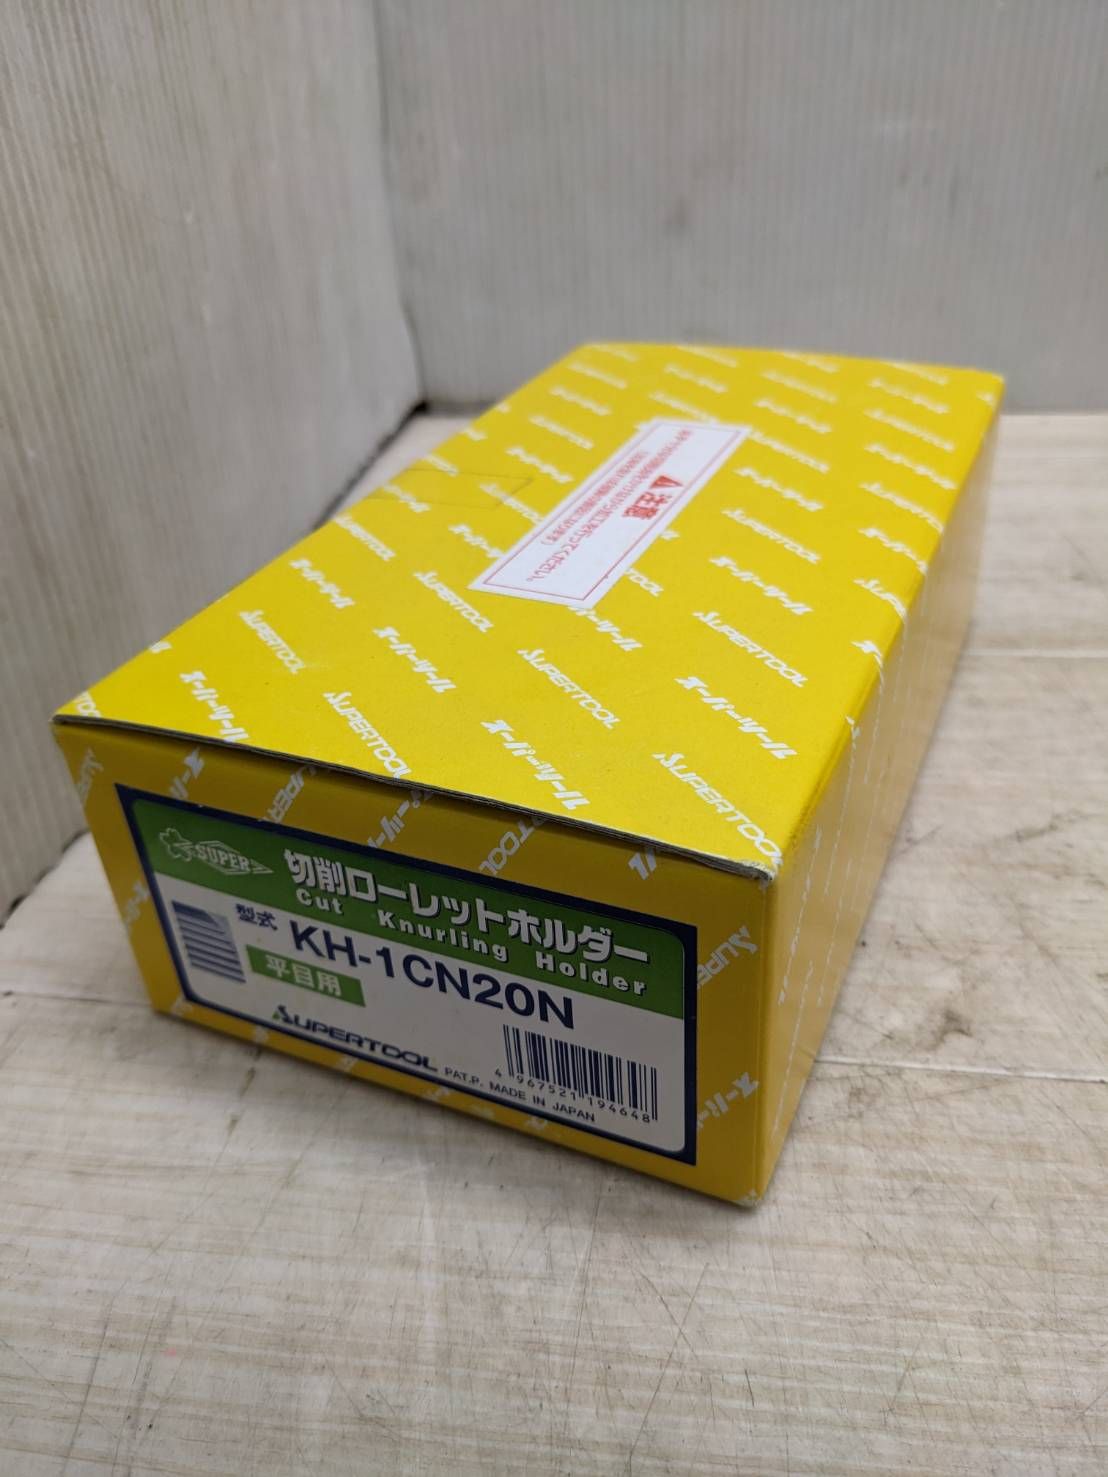 ⚠ 注意
SUPER
切削ローレットホルダー
Cut Knurling Holder
型式 KH-1CN20N
平目用
SUPERTOOL
PAT.P. MADE IN JAPAN
4 967521 194648
スーパーツール
SUPERTOOL